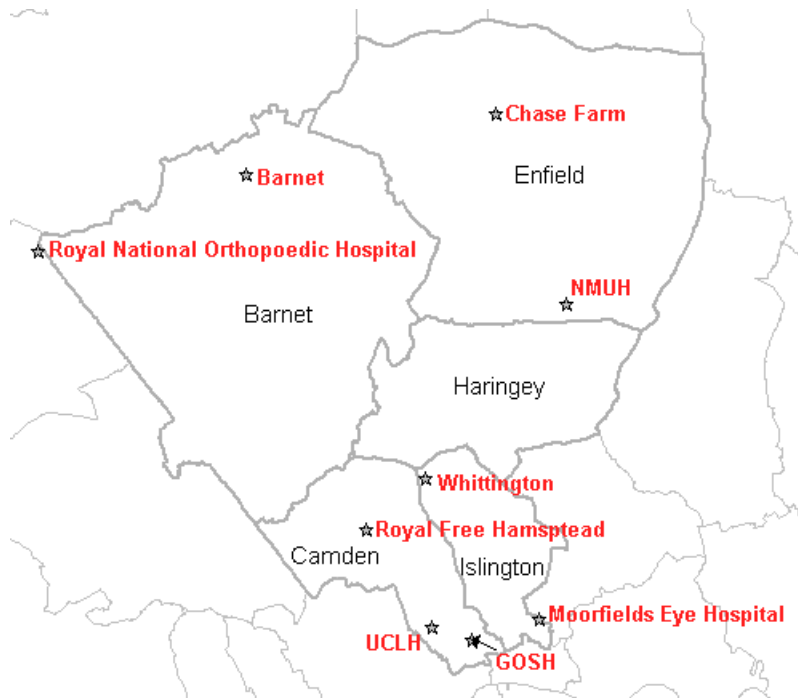 Chase Farm
Enfield
Barnet
Royal National Orthopoedic Hospital
NMUH
Barnet
Haringey
Whittington
Royal Free Hamsptead
Camden
Islington
Moorfields Eye Hospital
UCLH
GOSH